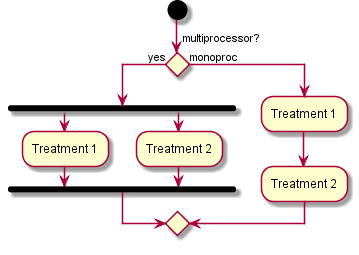 multiprocessor?
yes
monoproc
Treatment 1
Treatment 2
Treatment 1
Treatment 2